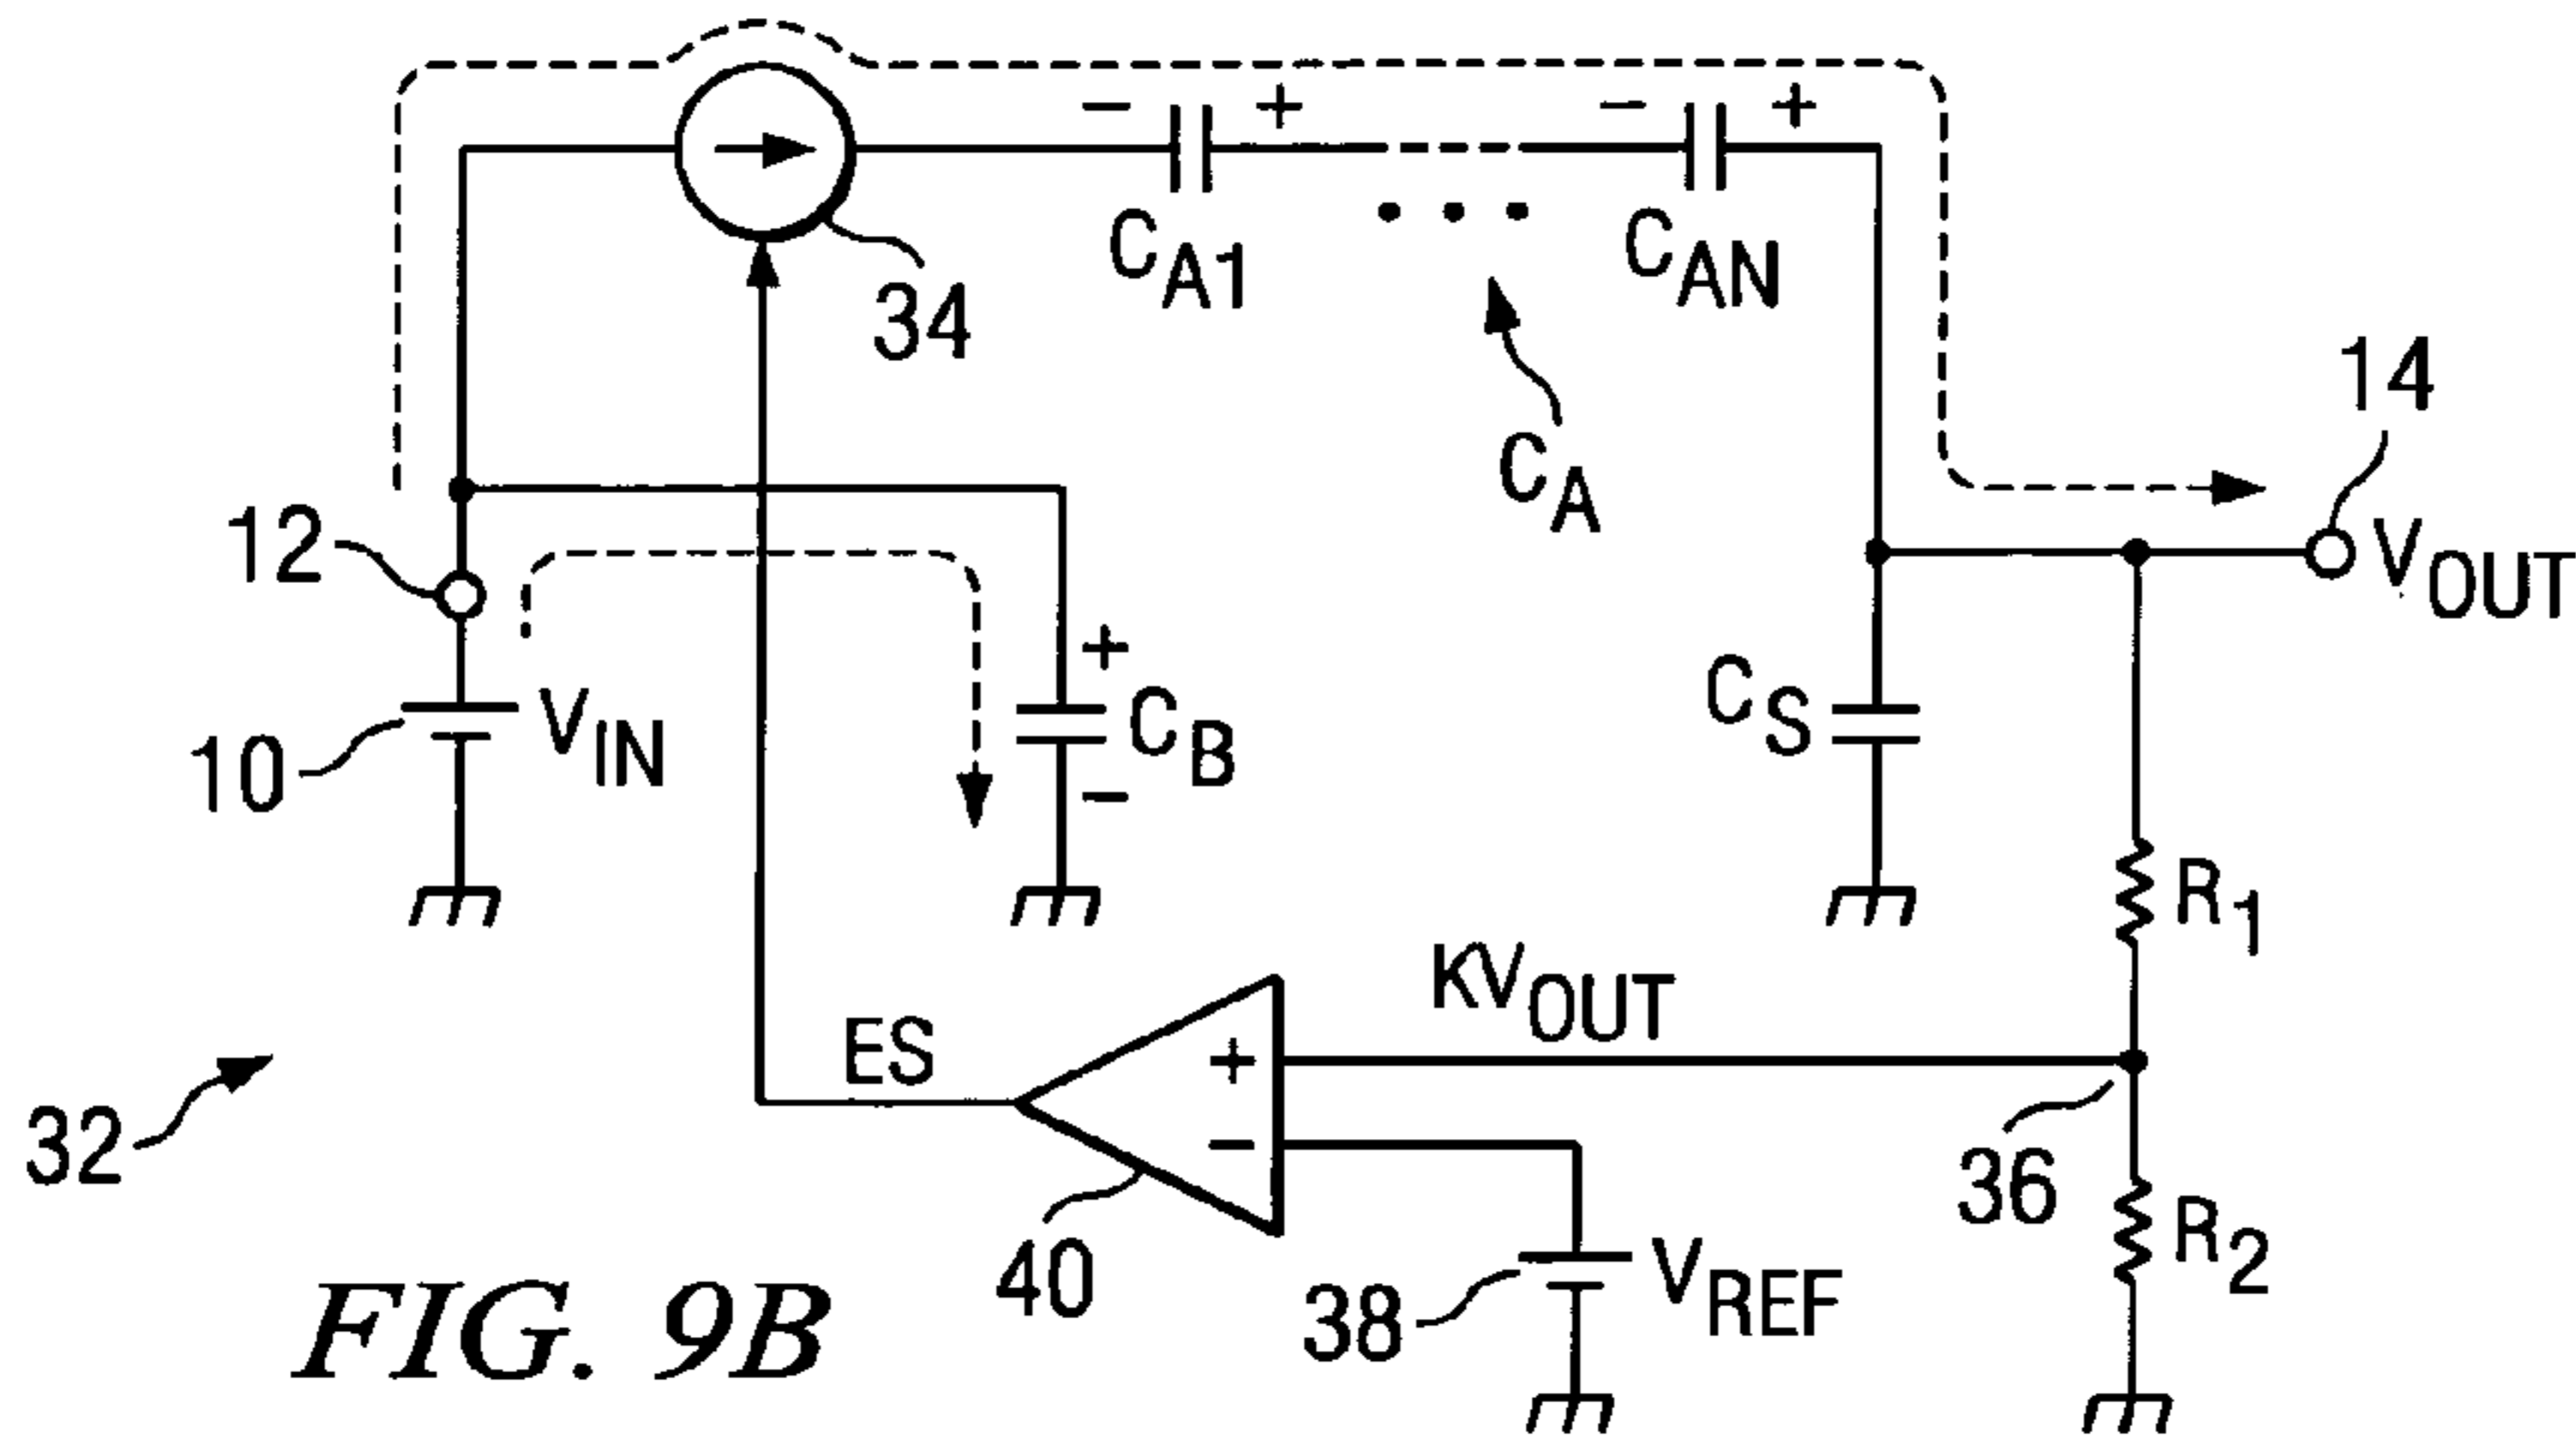 − + − +
C_A1 • • • C_AN
34
C_A
14
12
V_OUT
+
10 V_IN
C_B
−
C_S
R_1
KV_OUT
ES
+
−
32
36
40
R_2
38 V_REF
FIG. 9B